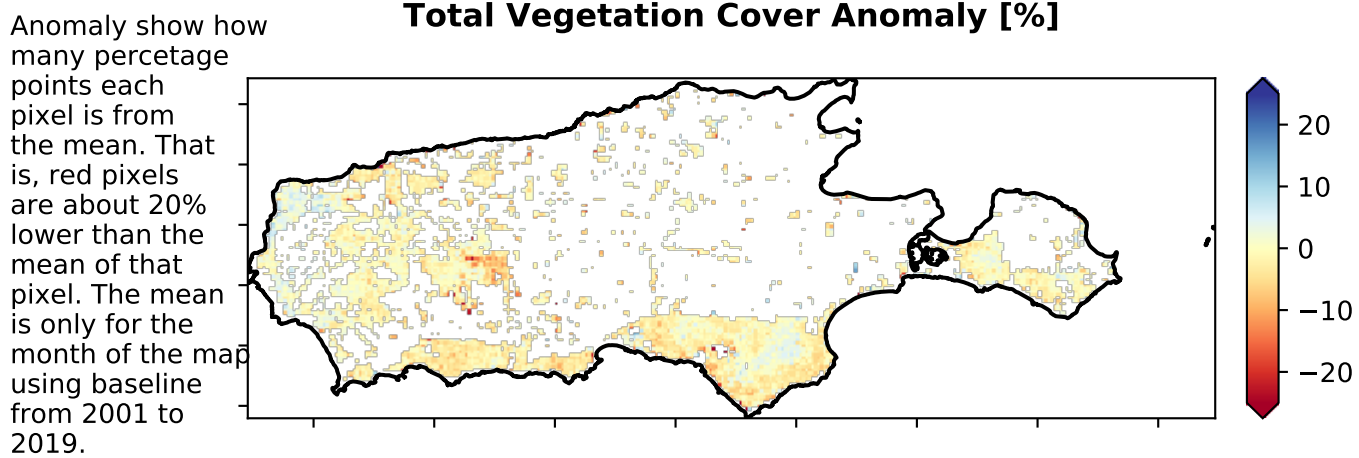 Total Vegetation Cover Anomaly [%]
Anomaly show how
many percetage
points each
pixel is from
the mean. That
is, red pixels
are about 20%
lower than the
mean of that
pixel. The mean
is only for the
month of the map
using baseline
from 2001 to
2019.
20
10
0
−10
−20